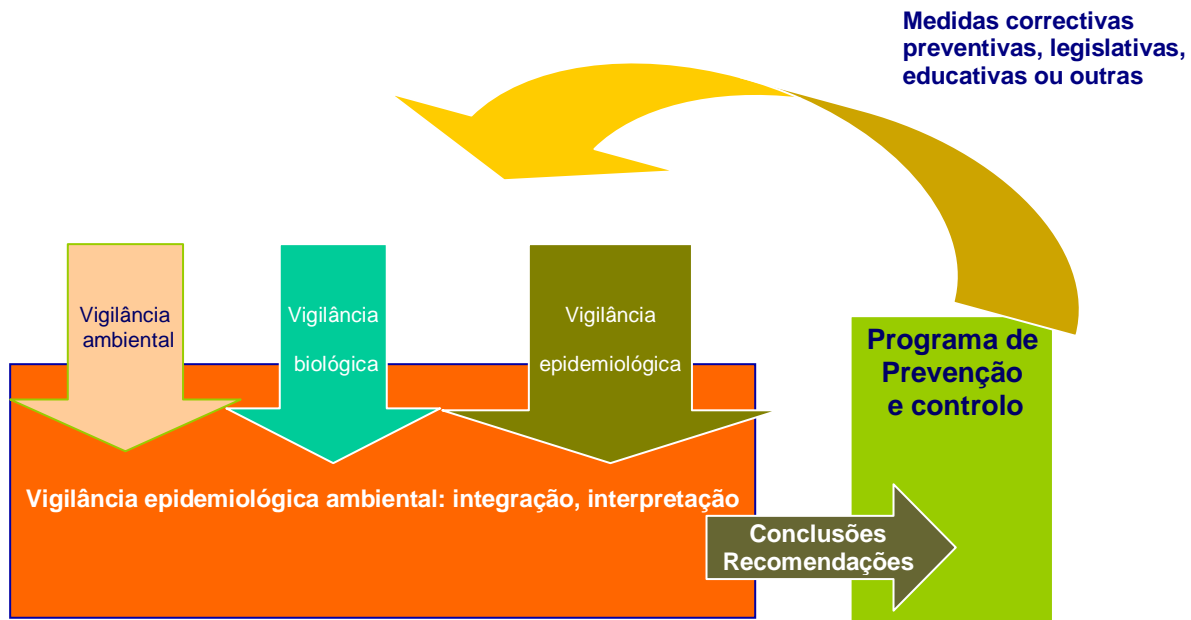 Medidas correctivas
preventivas, legislativas,
educativas ou outras
Vigilância
ambiental
Vigilância
biológica
Vigilância
epidemiológica
Programa de
Prevenção
e controlo
Vigilância epidemiológica ambiental: integração, interpretação
Conclusões
Recomendações